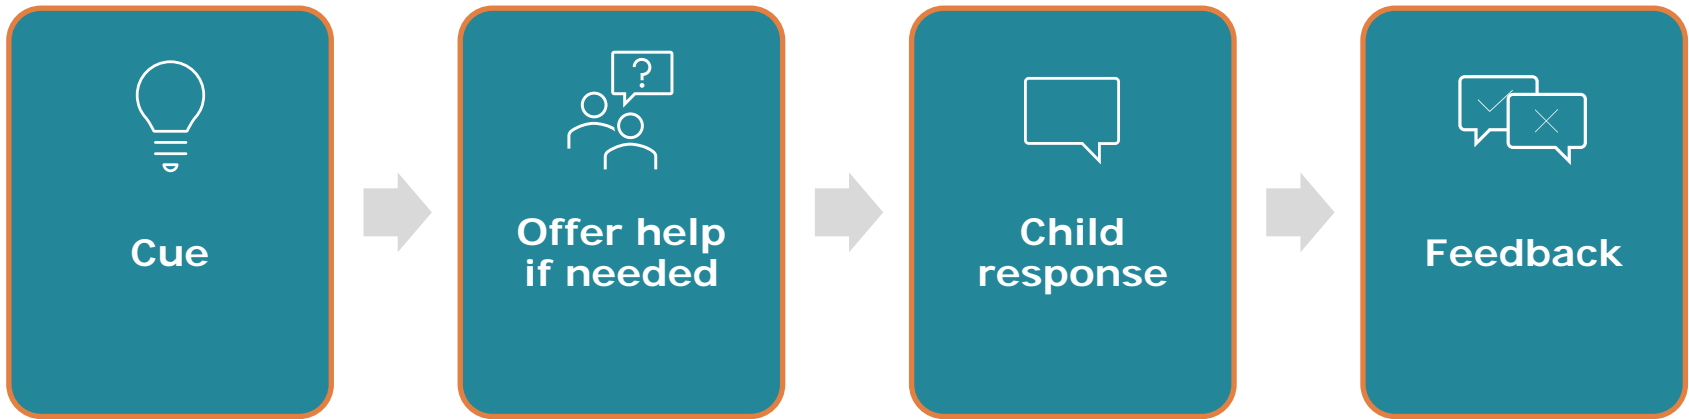 Cue
?
Offer help
if needed
Child
response
Feedback